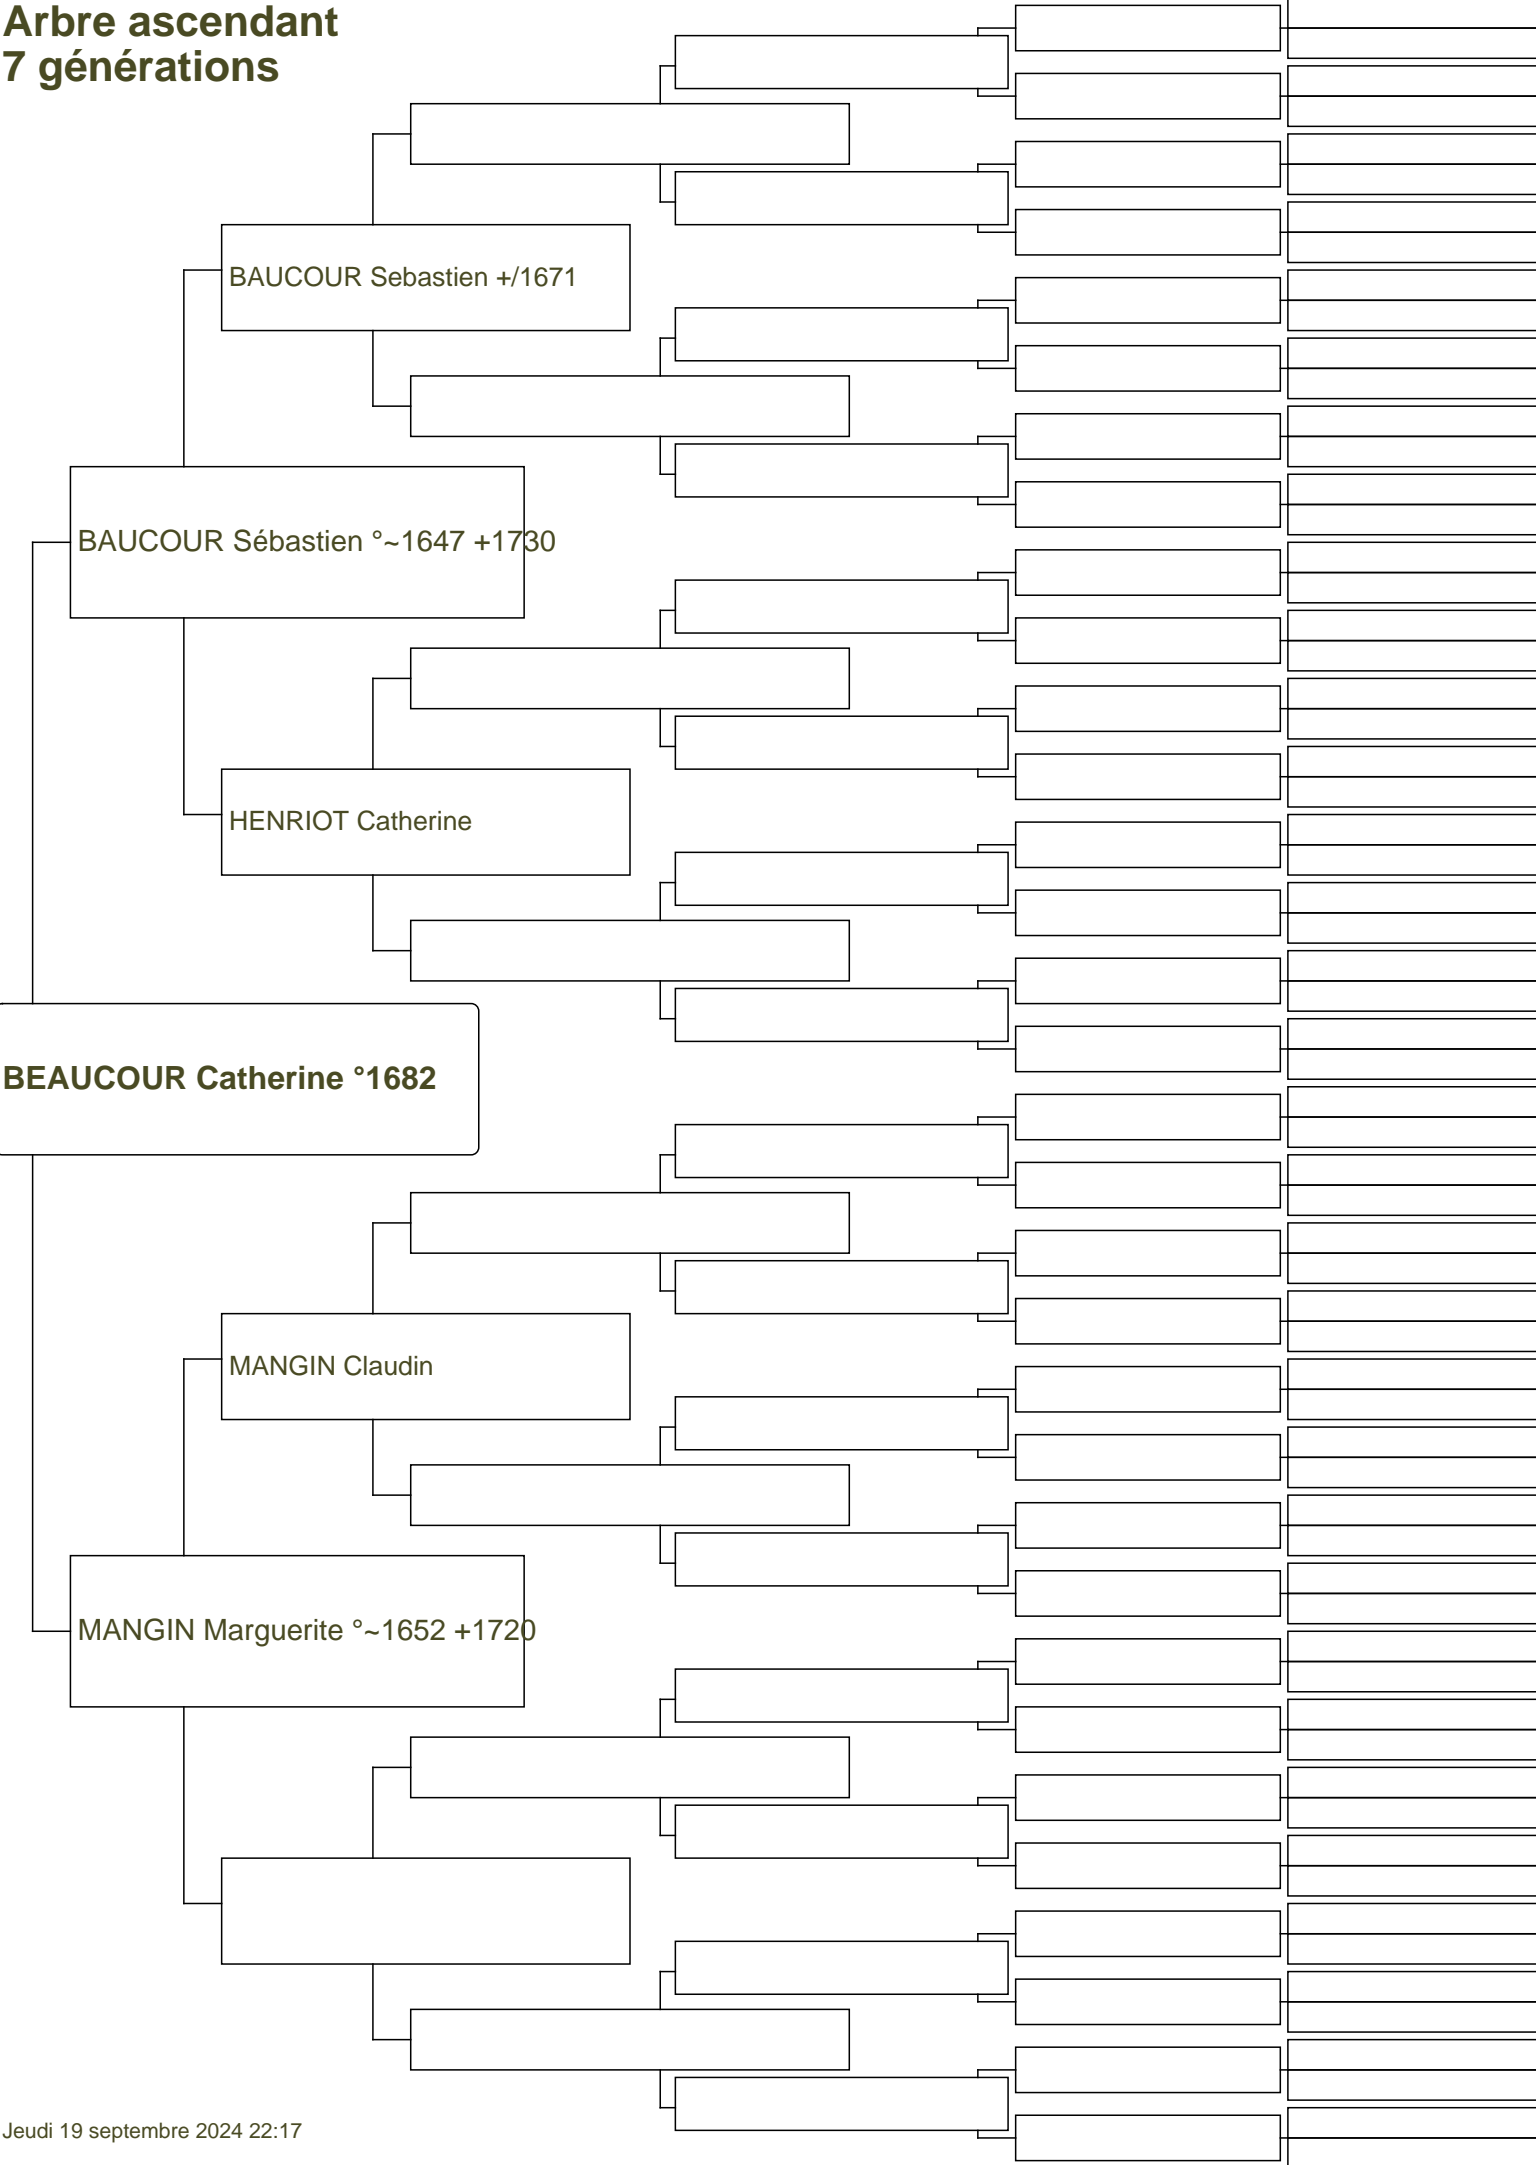 Arbre ascendant
7 générations
BAUCOUR Sebastien +/1671
BAUCOUR Sébastien °~1647 +1730
HENRIOT Catherine
BEAUCOUR Catherine °1682
MANGIN Claudin
MANGIN Marguerite °~1652 +1720
Jeudi 19 septembre 2024 22:17